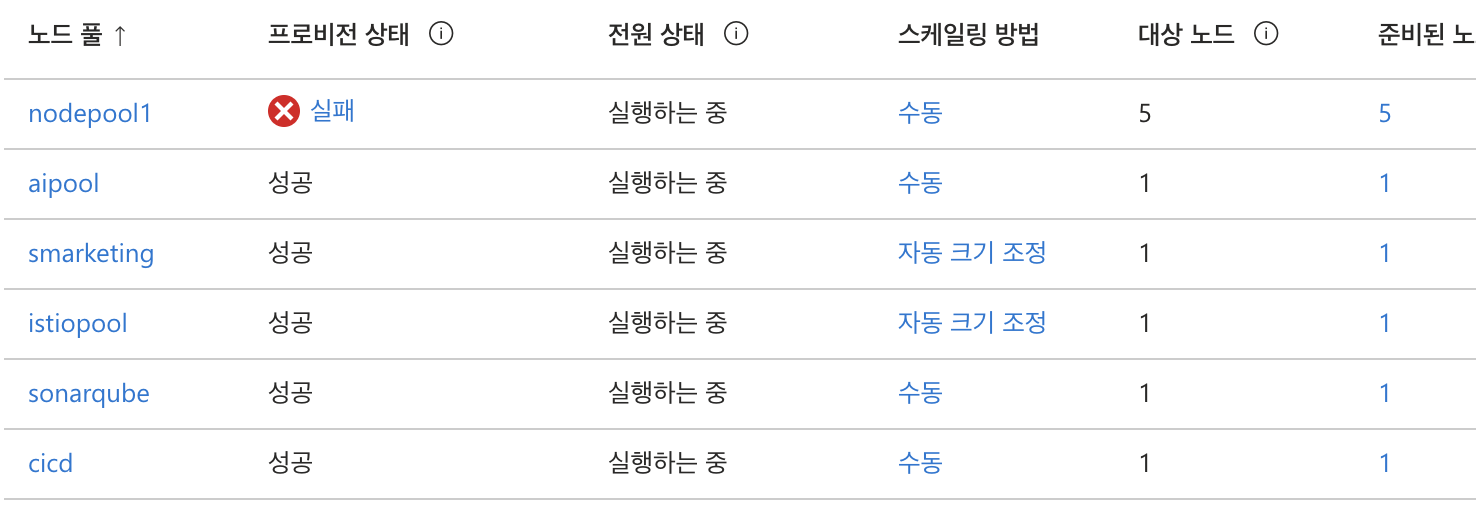 노드 풀 ↑ 프로비전 상태 전원 상태 스케일링 방법 대상 노드 준비된
nodepool1 실패 실행하는 중 수동 5 5
aipool 성공 실행하는 중 수동 1 1
smarketing 성공 실행하는 중 자동 크기 조정 1 1
istiopool 성공 실행하는 중 자동 크기 조정 1 1
sonarqube 성공 실행하는 중 수동 1 1
cicd 성공 실행하는 중 수동 1 1